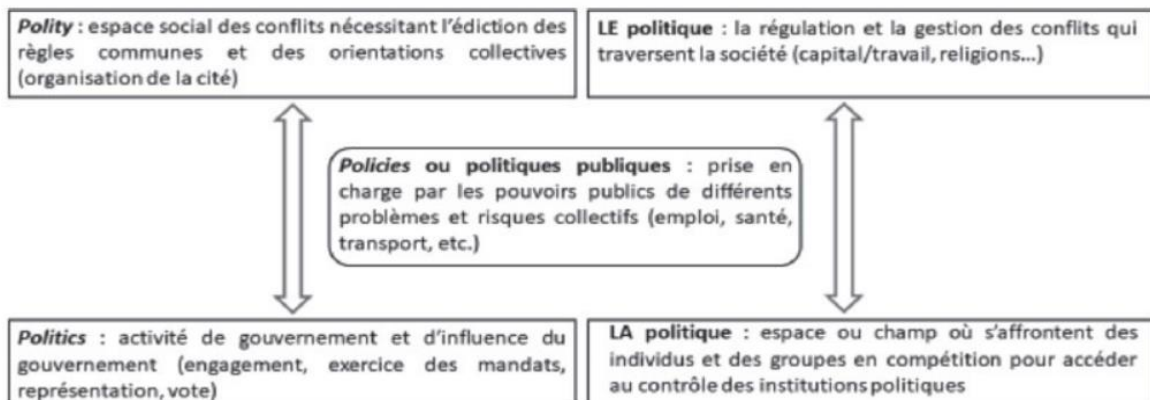 Polity : espace social des conflits nécessitant l'édiction des
règles communes et des orientations collectives
(organisation de la cité)
LE politique : la régulation et la gestion des conflits qui
traversent la société (capital/travail, religions...)
Policies ou politiques publiques : prise en
charge par les pouvoirs publics de différents
problèmes et risques collectifs (emploi, santé,
transport, etc.)
Politics : activité de gouvernement et d'influence du
gouvernement (engagement, exercice des mandats,
représentation, vote)
LA politique : espace ou champ où s'affrontent des
individus et des groupes en compétition pour accéder
au contrôle des institutions politiques